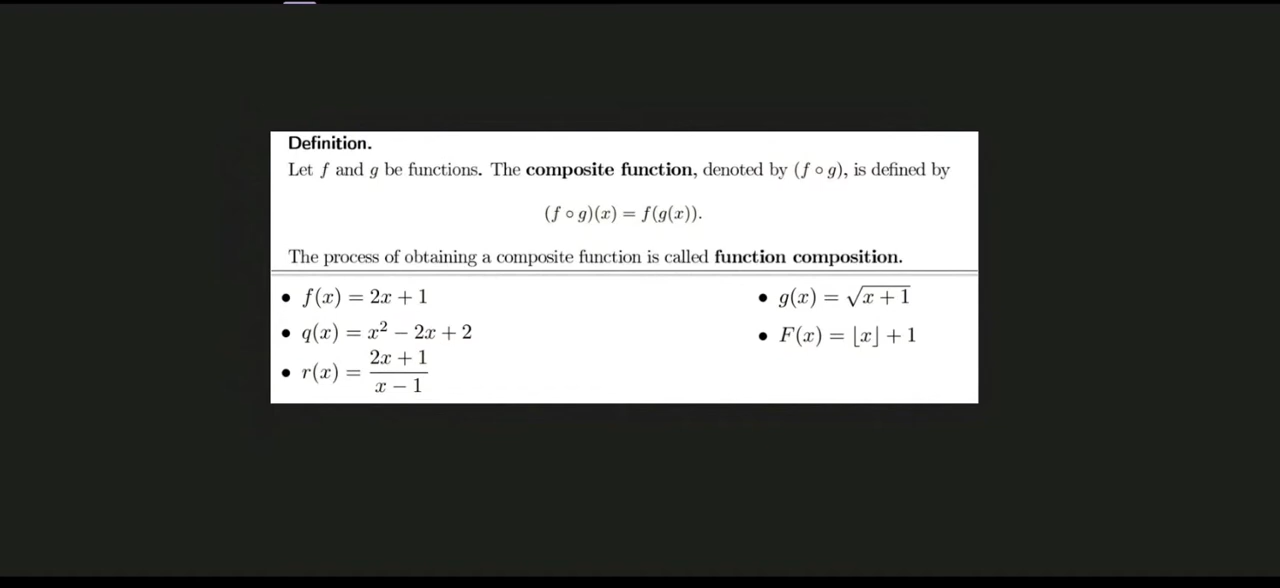 Definition.
Let f and g be functions. The composite function, denoted by (f ∘ g), is defined by
(f ∘ g)(x) = f(g(x)).
The process of obtaining a composite function is called function composition.
• f(x) = 2x + 1
• q(x) = x² − 2x + 2
• r(x) = (2x + 1)/(x − 1)
• g(x) = √(x + 1)
• F(x) = ⌊x⌋ + 1